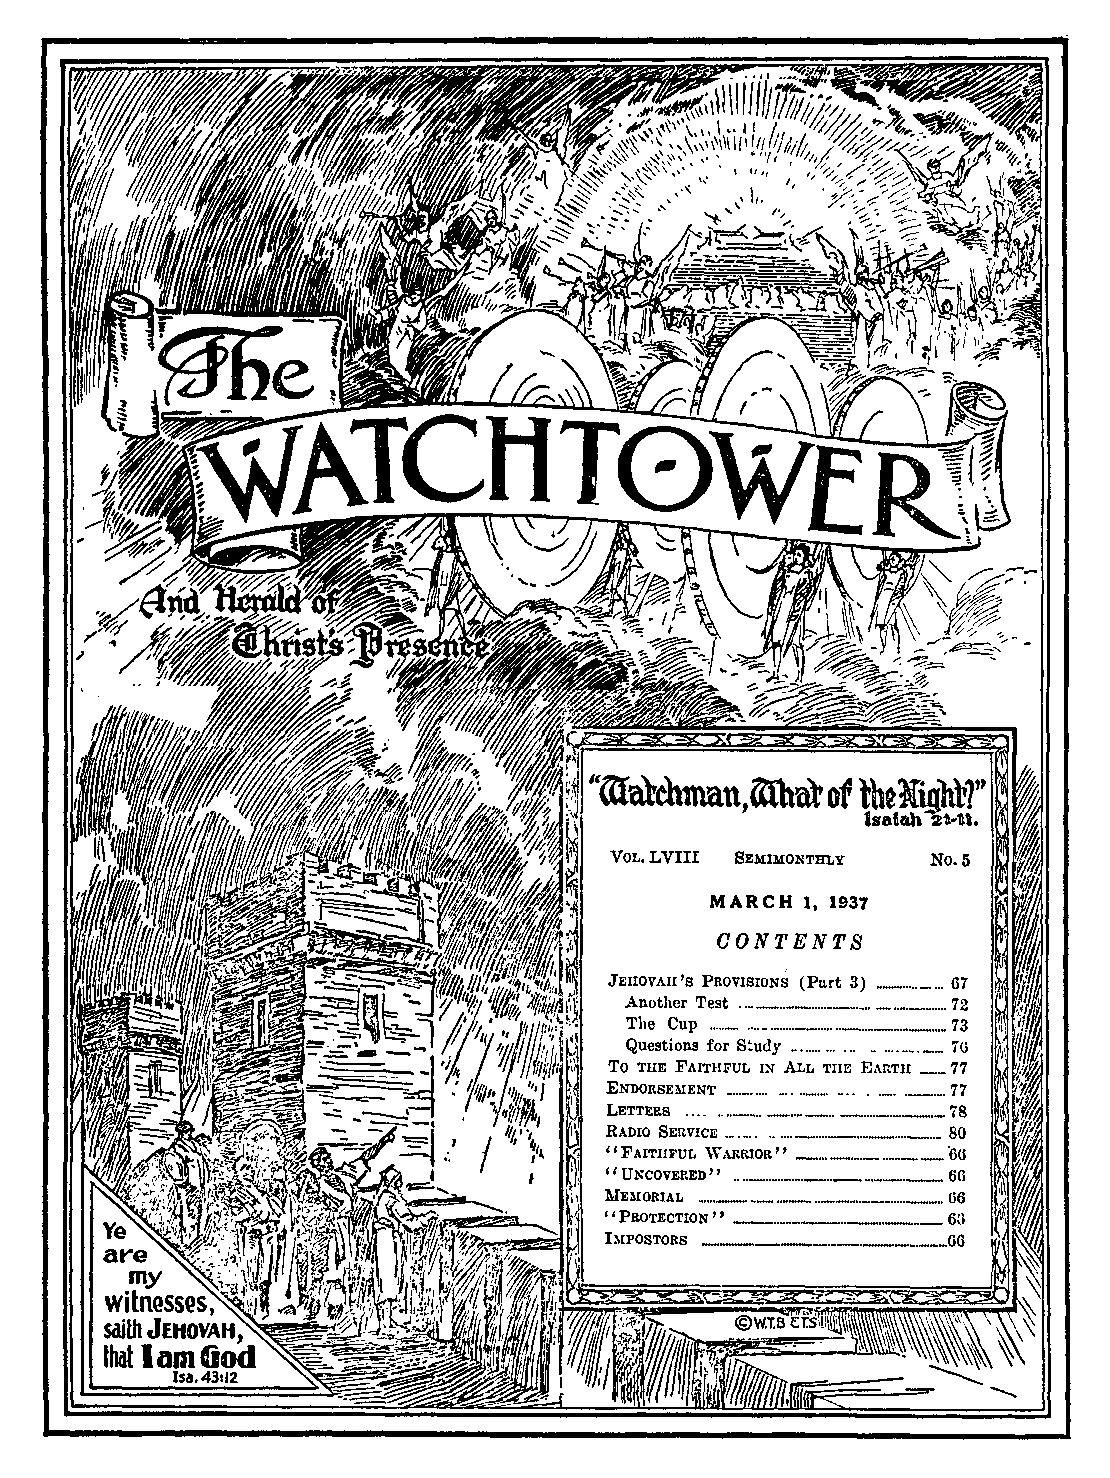 The
WATCHTOWER
And Herald of
Christ's Presence
"Watchman, What of the Night?"
Isaiah 21-11.
VOL. LVIII SEMIMONTHLY No. 5
MARCH 1, 1937
CONTENTS
JEHOVAH'S PROVISIONS (Part 3) 67
Another Test 72
The Cup 73
Questions for Study 76
TO THE FAITHFUL IN ALL THE EARTH 77
ENDORSEMENT 77
LETTERS 78
RADIO SERVICE 80
"FAITHFUL WARRIOR" 66
"UNCOVERED" 66
MEMORIAL 66
"PROTECTION" 66
IMPOSTORS 66
©W.T.B & T.S
Ye
are
my
witnesses,
saith JEHOVAH,
that I am God
Isa. 43:12